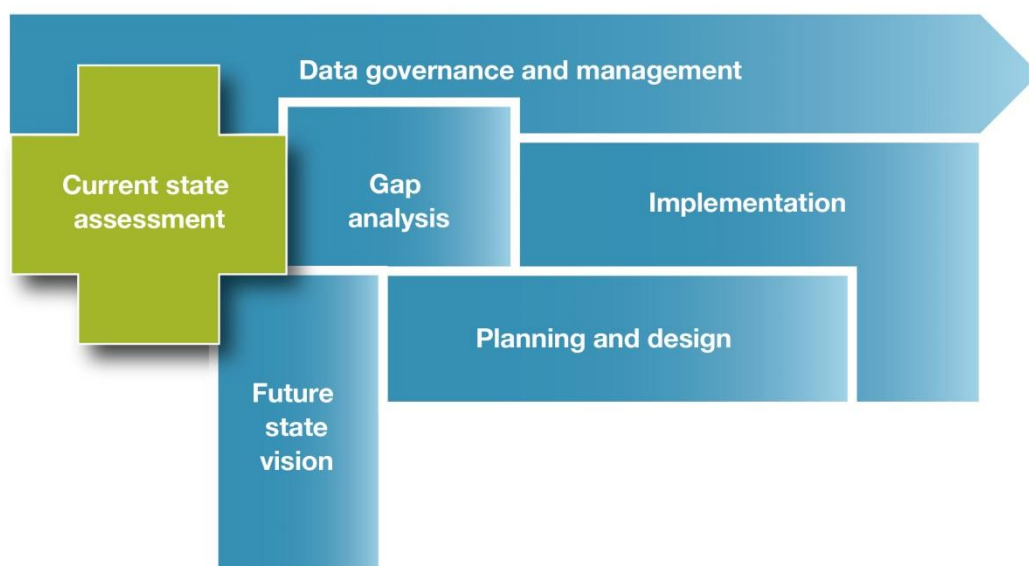 Data governance and management
Current state
assessment
Gap
analysis
Implementation
Planning and design
Future
state
vision